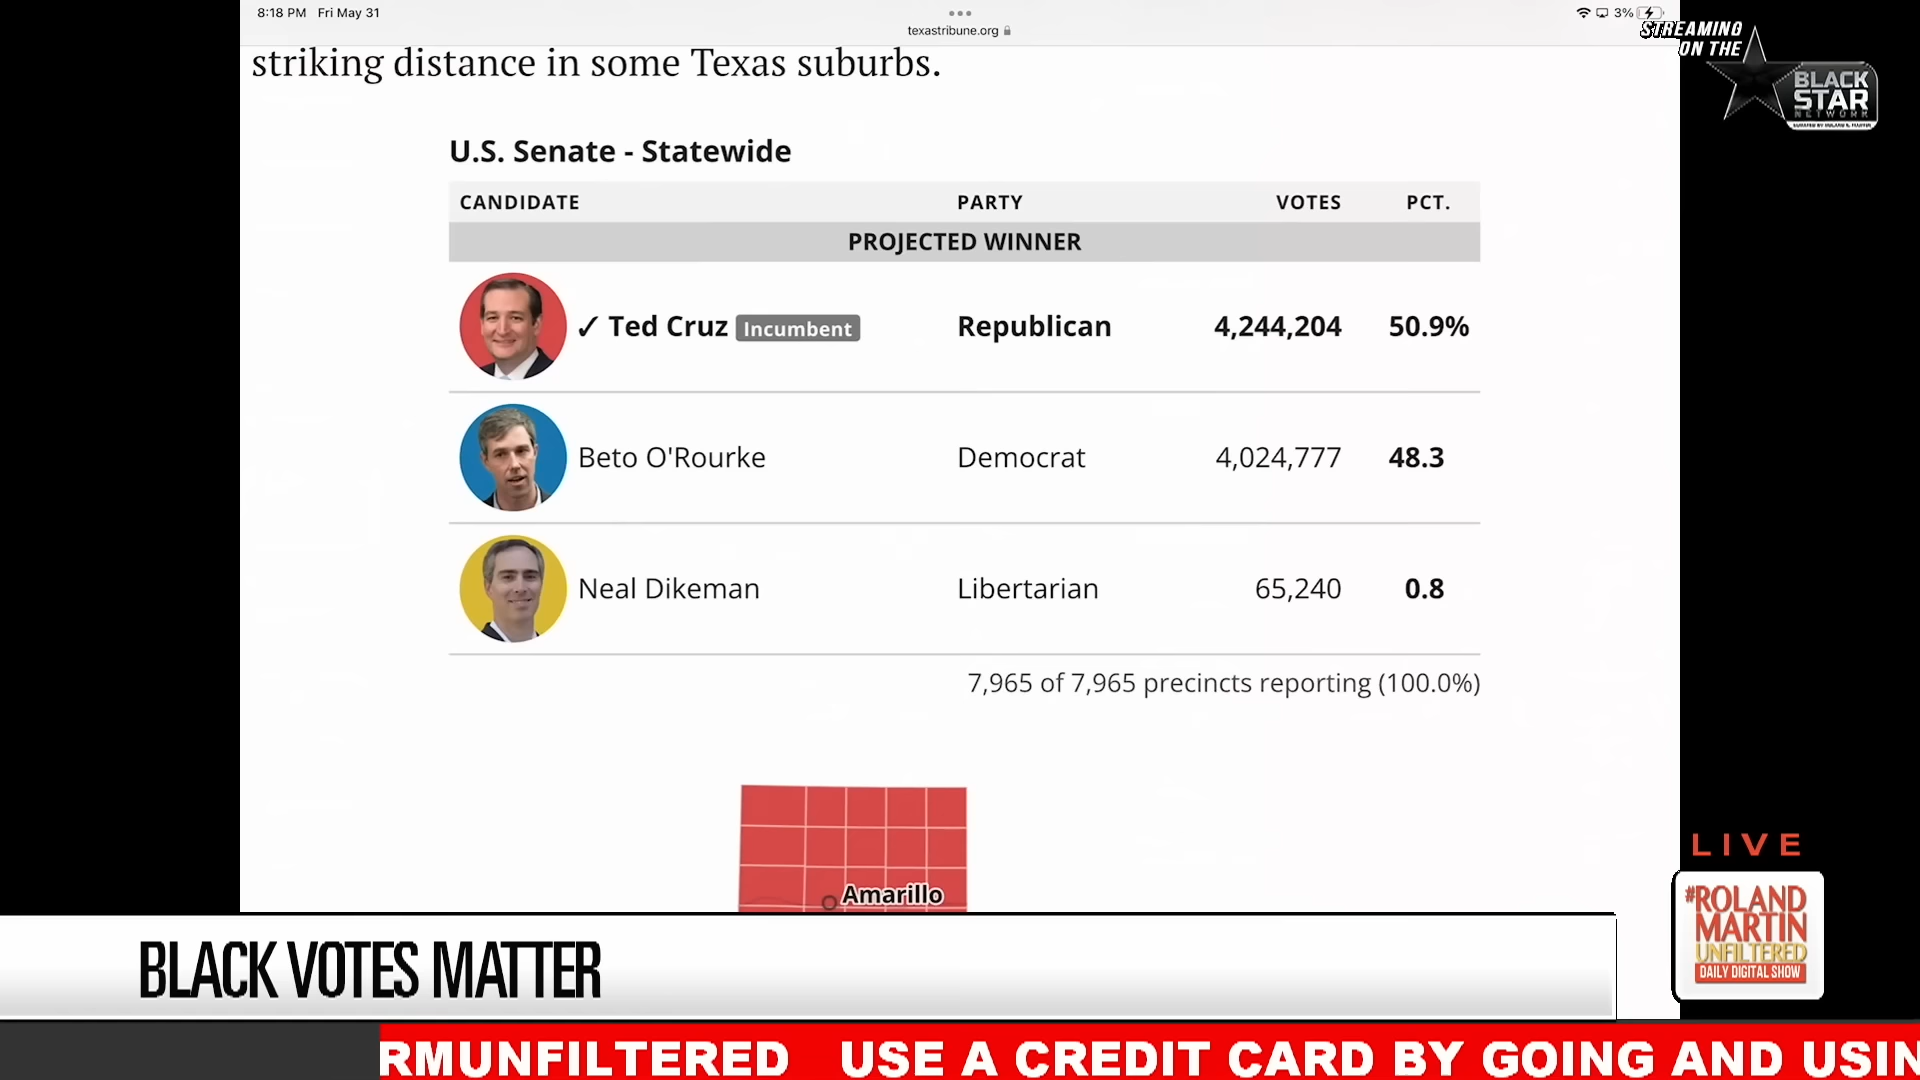 8:18 PM Fri May 31
texastribune.org
3%
STREAMING
ON THE
BLACK
STAR
NETWORK
striking distance in some Texas suburbs.
U.S. Senate - Statewide
CANDIDATE PARTY VOTES PCT.
PROJECTED WINNER
✓ Ted Cruz Incumbent Republican 4,244,204 50.9%
Beto O'Rourke Democrat 4,024,777 48.3
Neal Dikeman Libertarian 65,240 0.8
7,965 of 7,965 precincts reporting (100.0%)
Amarillo
LIVE
#ROLAND
MARTIN
UNFILTERED
DAILY DIGITAL SHOW
BLACK VOTES MATTER
RMUNFILTERED USE A CREDIT CARD BY GOING AND USIN